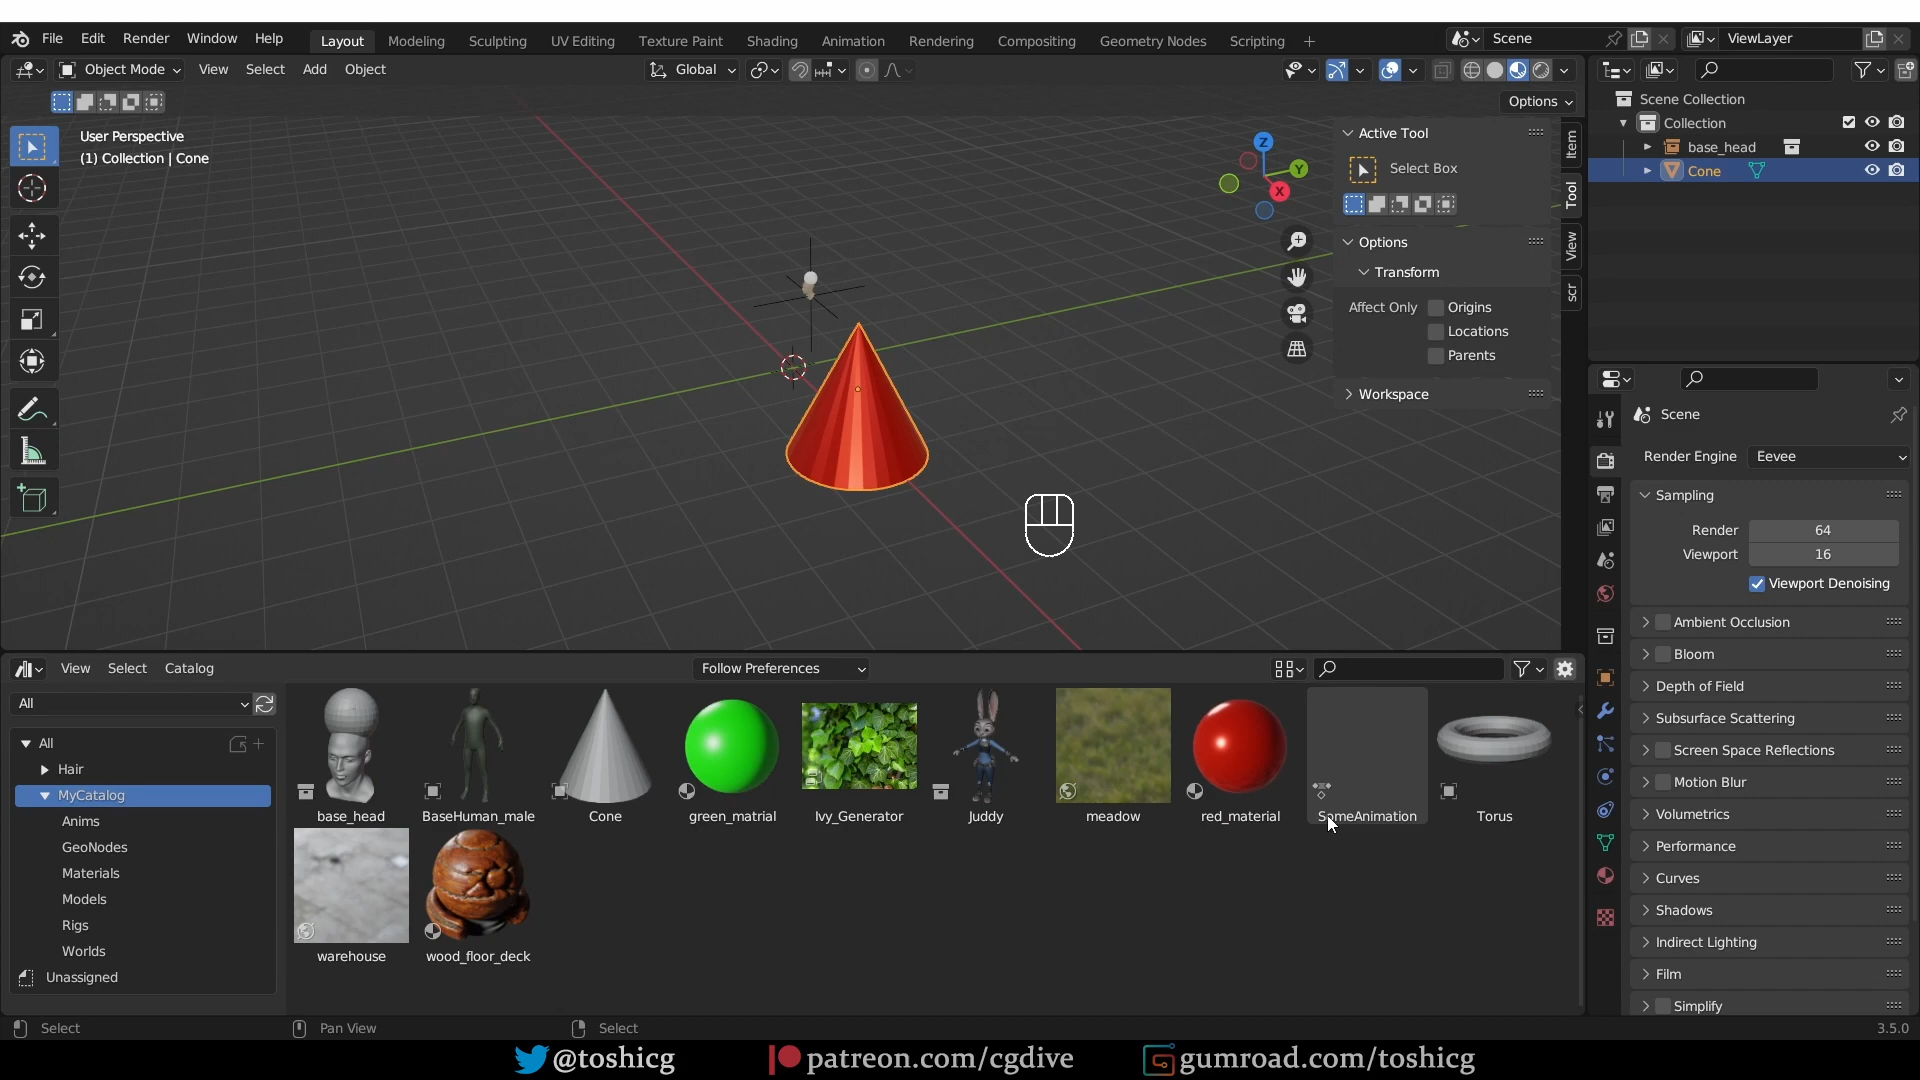 File Edit Render Window Help Layout Modeling Sculpting UV Editing Texture Paint Shading Animation Rendering Compositing Geometry Nodes Scripting + Scene ViewLayer
Object Mode View Select Add Object Global
Options
User Perspective
(1) Collection | Cone
Z
Y
X
Active Tool
Select Box
Options
Transform
Affect Only Origins
Locations
Parents
Workspace
Item
Tool
View
scr
Scene Collection
Collection
base_head
Cone
Scene
Render Engine Eevee
Sampling
Render 64
Viewport 16
Viewport Denoising
Ambient Occlusion
Bloom
Depth of Field
Subsurface Scattering
Screen Space Reflections
Motion Blur
Volumetrics
Performance
Curves
Shadows
Indirect Lighting
Film
Simplify
View Select Catalog Follow Preferences
All
All
Hair
MyCatalog
Anims
GeoNodes
Materials
Models
Rigs
Worlds
Unassigned
base_head BaseHuman_male Cone green_matrial Ivy_Generator Juddy meadow red_material SomeAnimation Torus
warehouse wood_floor_deck
Select Pan View Select 3.5.0
@toshicg patreon.com/cgdive gumroad.com/toshicg